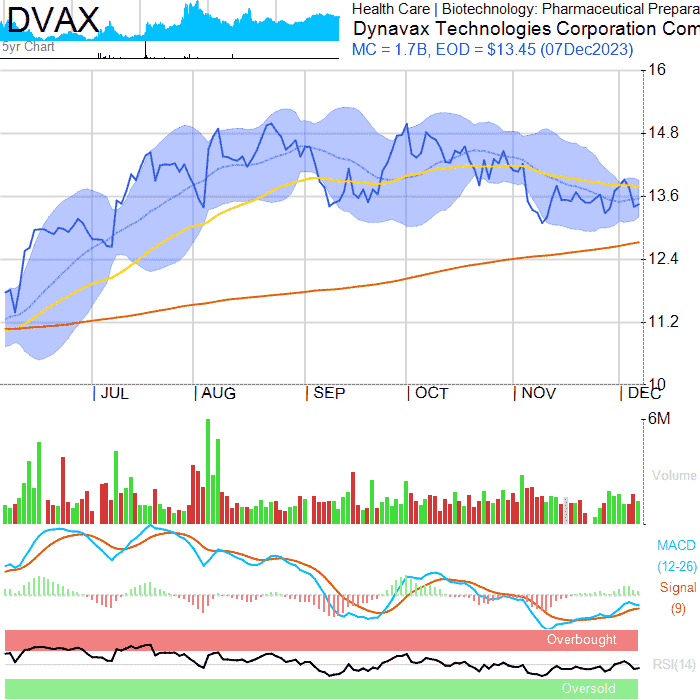 DVAX
5yr Chart
Health Care | Biotechnology: Pharmaceutical Prepara
Dynavax Technologies Corporation Com
MC = 1.7B, EOD = $13.45 (07Dec2023)
16
14.8
13.6
12.4
11.2
10
JUL AUG SEP OCT NOV DEC
6M
Volume
MACD
(12-26)
Signal
(9)
Overbought
RSI(14)
Oversold